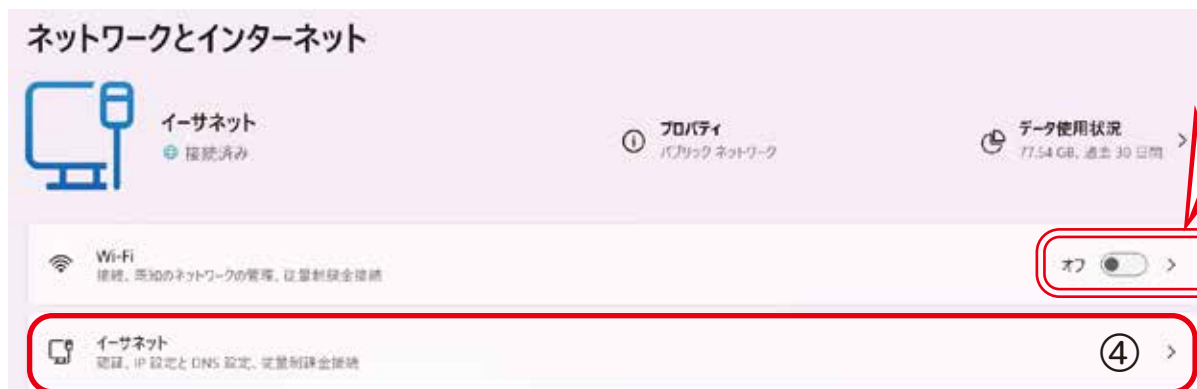 ネットワークとインターネット
イーサネット
接続済み
プロパティ
パブリック ネットワーク
データ使用状況
77.54 GB、過去 30 日間
Wi-Fi
接続、既知のネットワークの管理、従量制課金接続
オフ
イーサネット
認証、IP 設定と DNS 設定、従量制課金接続
④